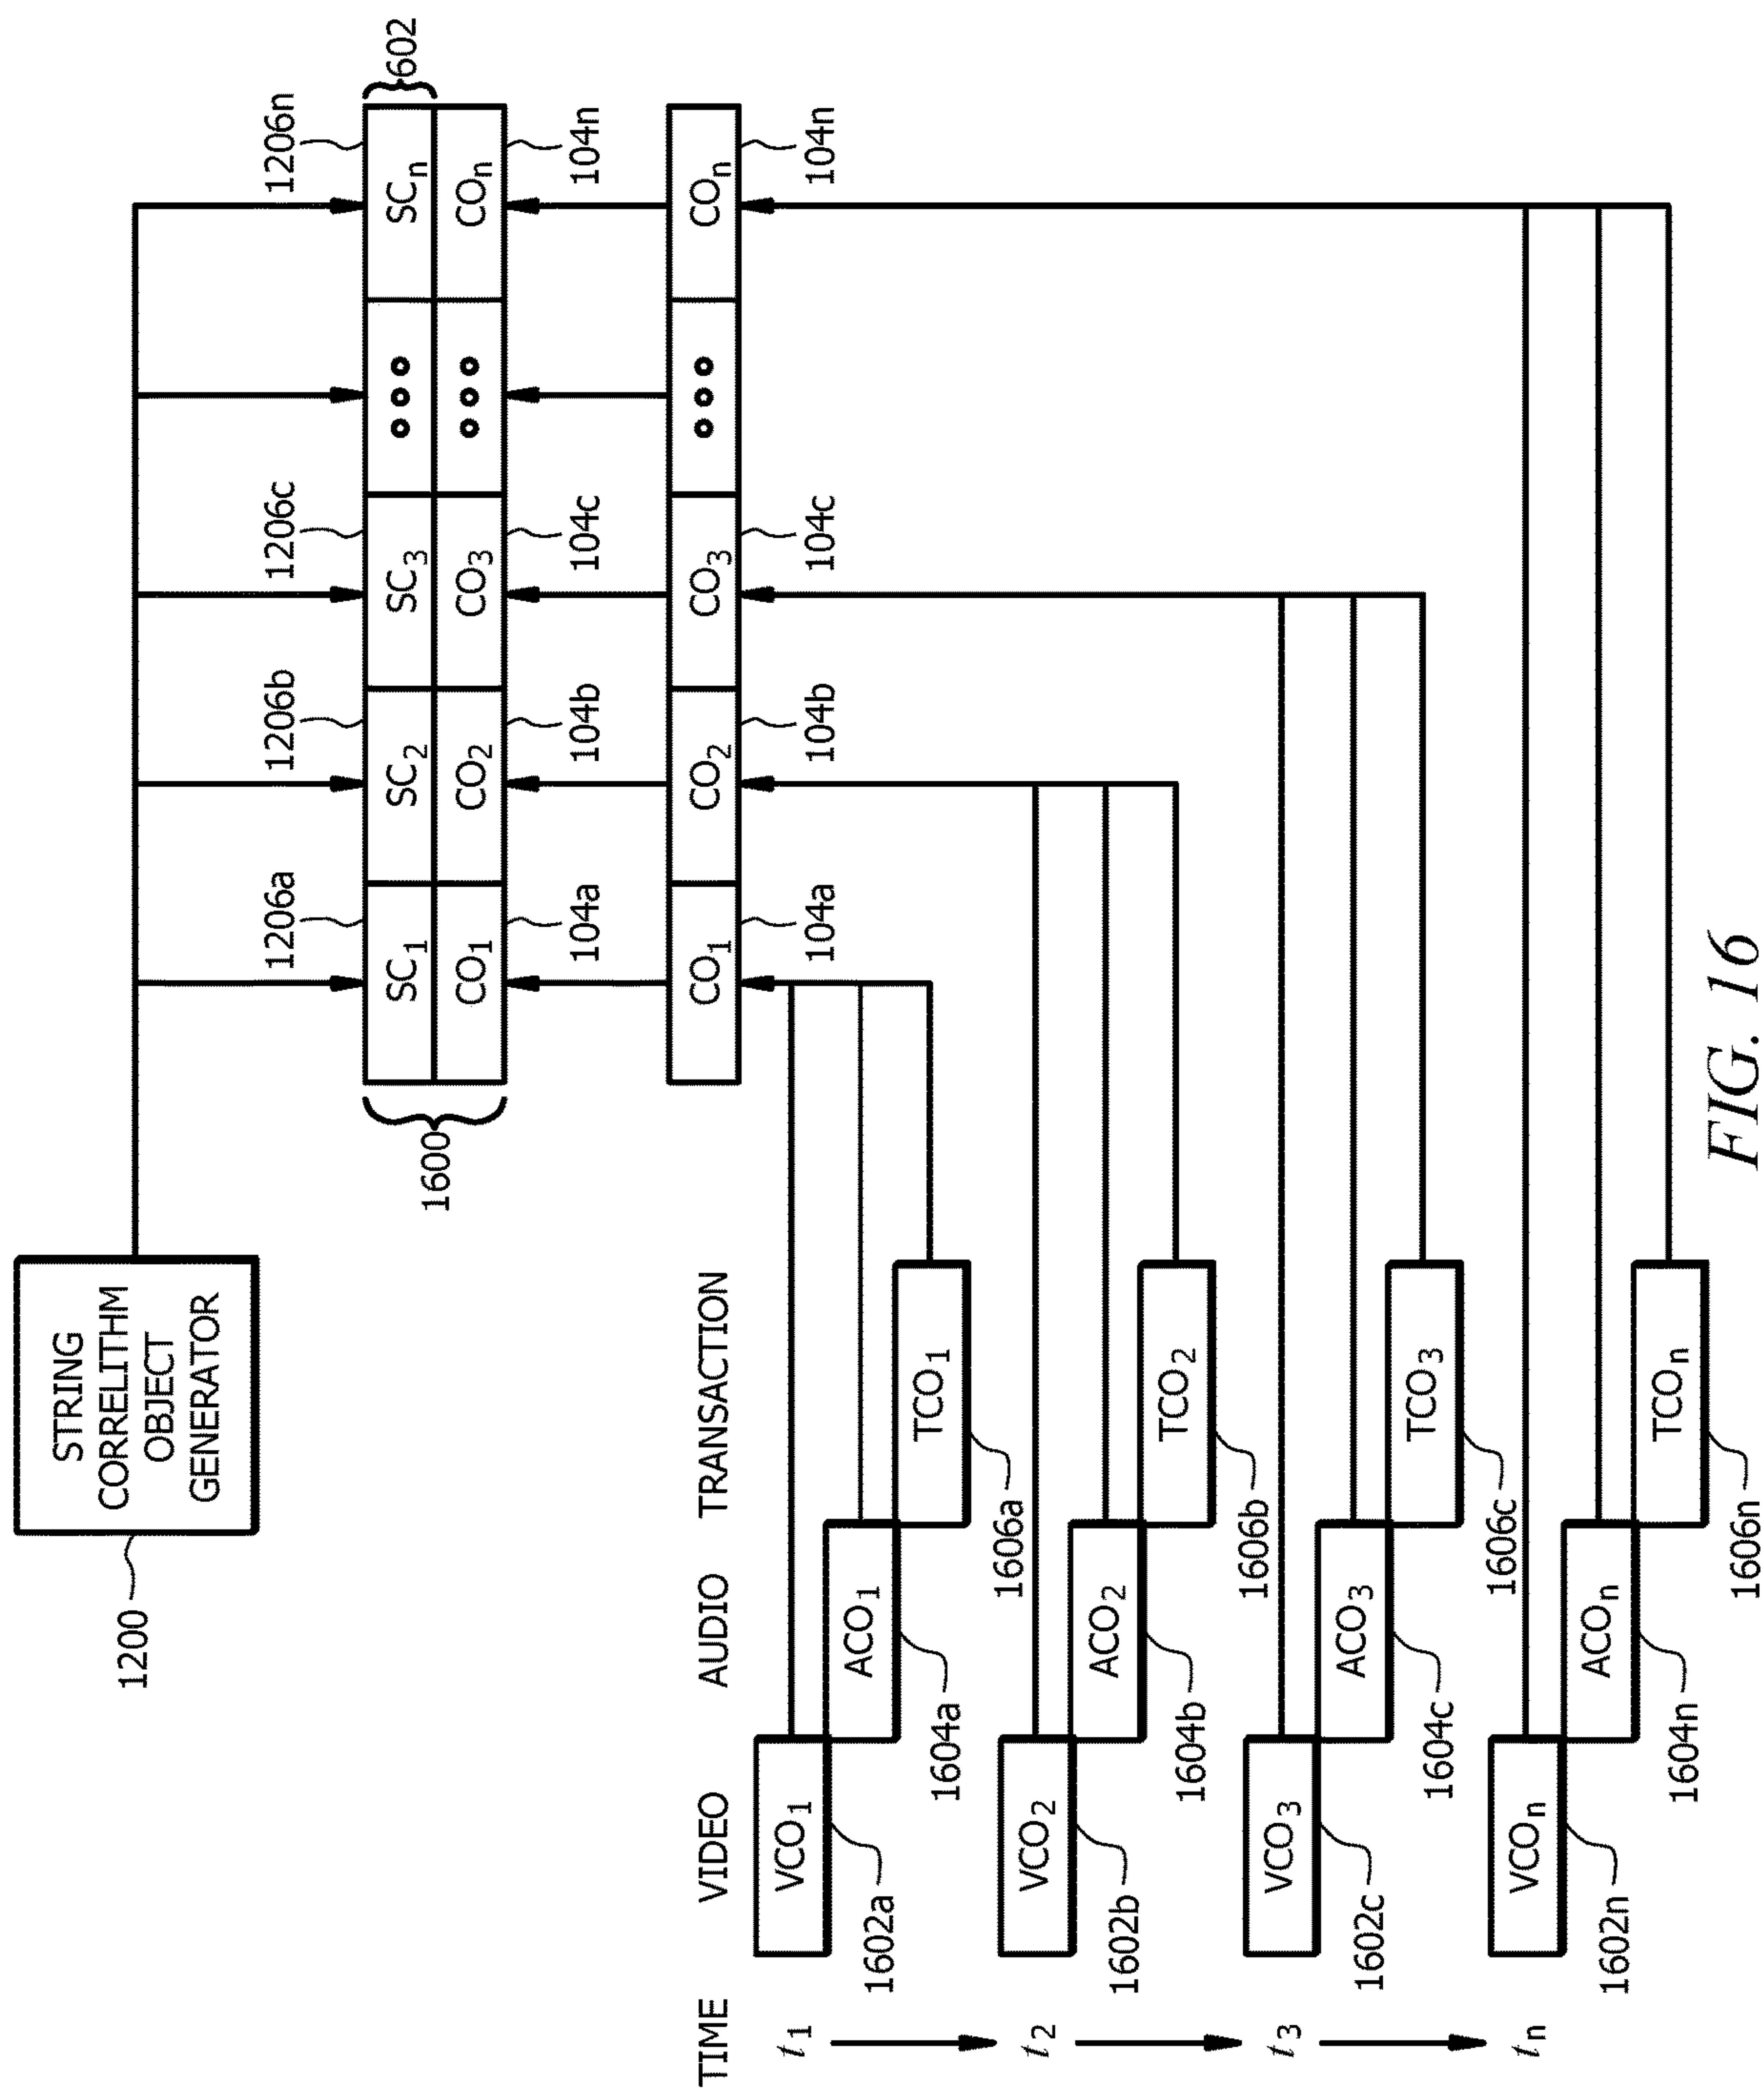 STRING
CORRELITHM
OBJECT
GENERATOR
1200
1206a
1206b
1206c
1206n
602
1600
SC1 SC2 SC3 ooo SCn
CO1 CO2 CO3 ooo COn
104a 104b 104c 104n
CO1 CO2 CO3 ooo COn
104a 104b 104c 104n
TIME VIDEO AUDIO TRANSACTION
t1
VCO1
1602a
ACO1
1604a
TCO1
1606a
t2
VCO2
1602b
ACO2
1604b
TCO2
1606b
t3
VCO3
1602c
ACO3
1604c
TCO3
1606c
tn
VCOn
1602n
ACOn
1604n
TCOn
1606n
FIG. 16